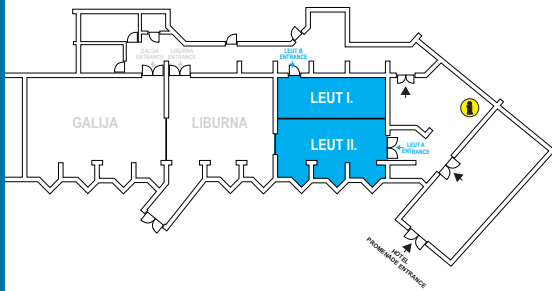 GALIJA
ENTRANCE
LIBURNA
ENTRANCE
LEUT B
ENTRANCE
LEUT I.
GALIJA
LIBURNA
LEUT II.
LEUT A
ENTRANCE
HOTEL
PROMENADE ENTRANCE